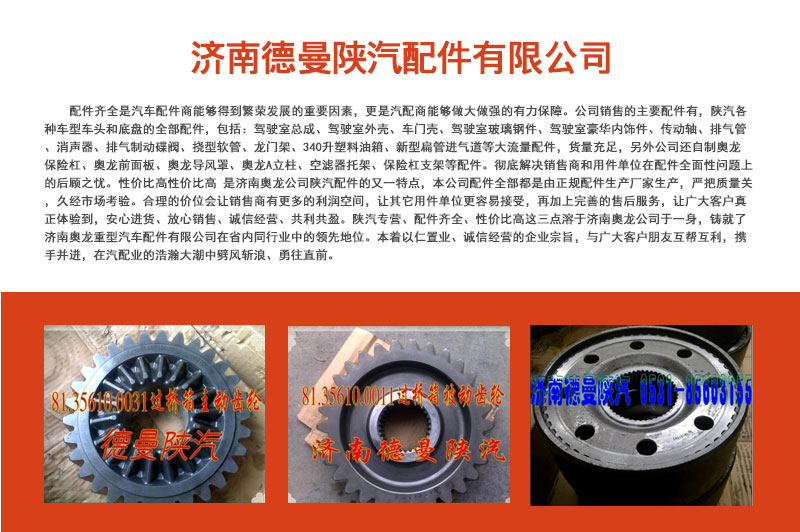 济南德曼陕汽配件有限公司
配件齐全是汽车配件商能够得到繁荣发展的重要因素，更是汽配商能够做大做强的有力保障。公司销售的主要配件有，陕汽各
种车型车头和底盘的全部配件，包括：驾驶室总成、驾驶室外壳、车门壳、驾驶室玻璃钢件、驾驶室豪华内饰件、传动轴、排气管
、消声器、排气制动碟阀、挠型软管、龙门架、340升塑料油箱、新型扁管进气道等大流量配件，货量充足，另外公司还自制奥龙
保险杠、奥龙前面板、奥龙导风罩、奥龙A立柱、空滤器托架、保险杠支架等配件。彻底解决销售商和用件单位在配件全面性问题上
的后顾之忧。性价比高性价比高 是济南奥龙公司陕汽配件的又一特点，本公司配件全部都是由正规配件生产厂家生产，严把质量关
，久经市场考验。合理的价位会让销售商有更多的利润空间，让其它用件单位更容易接受，再加上完善的售后服务，让广大客户真
正体验到，安心进货、放心销售、诚信经营、共利共盈。陕汽专营、配件齐全、性价比高这三点溶于济南奥龙公司于一身，铸就了
济南奥龙重型汽车配件有限公司在省内同行业中的领先地位。本着以仁置业、诚信经营的企业宗旨，与广大客户朋友互帮互利，携
手并进，在汽配业的浩瀚大潮中劈风斩浪、勇往直前。
81.35610.0031过桥箱主动齿轮
德曼陕汽
81.35610.0011过桥箱被动齿轮
济南德曼陕汽
济南德曼陕汽 0531-85603155